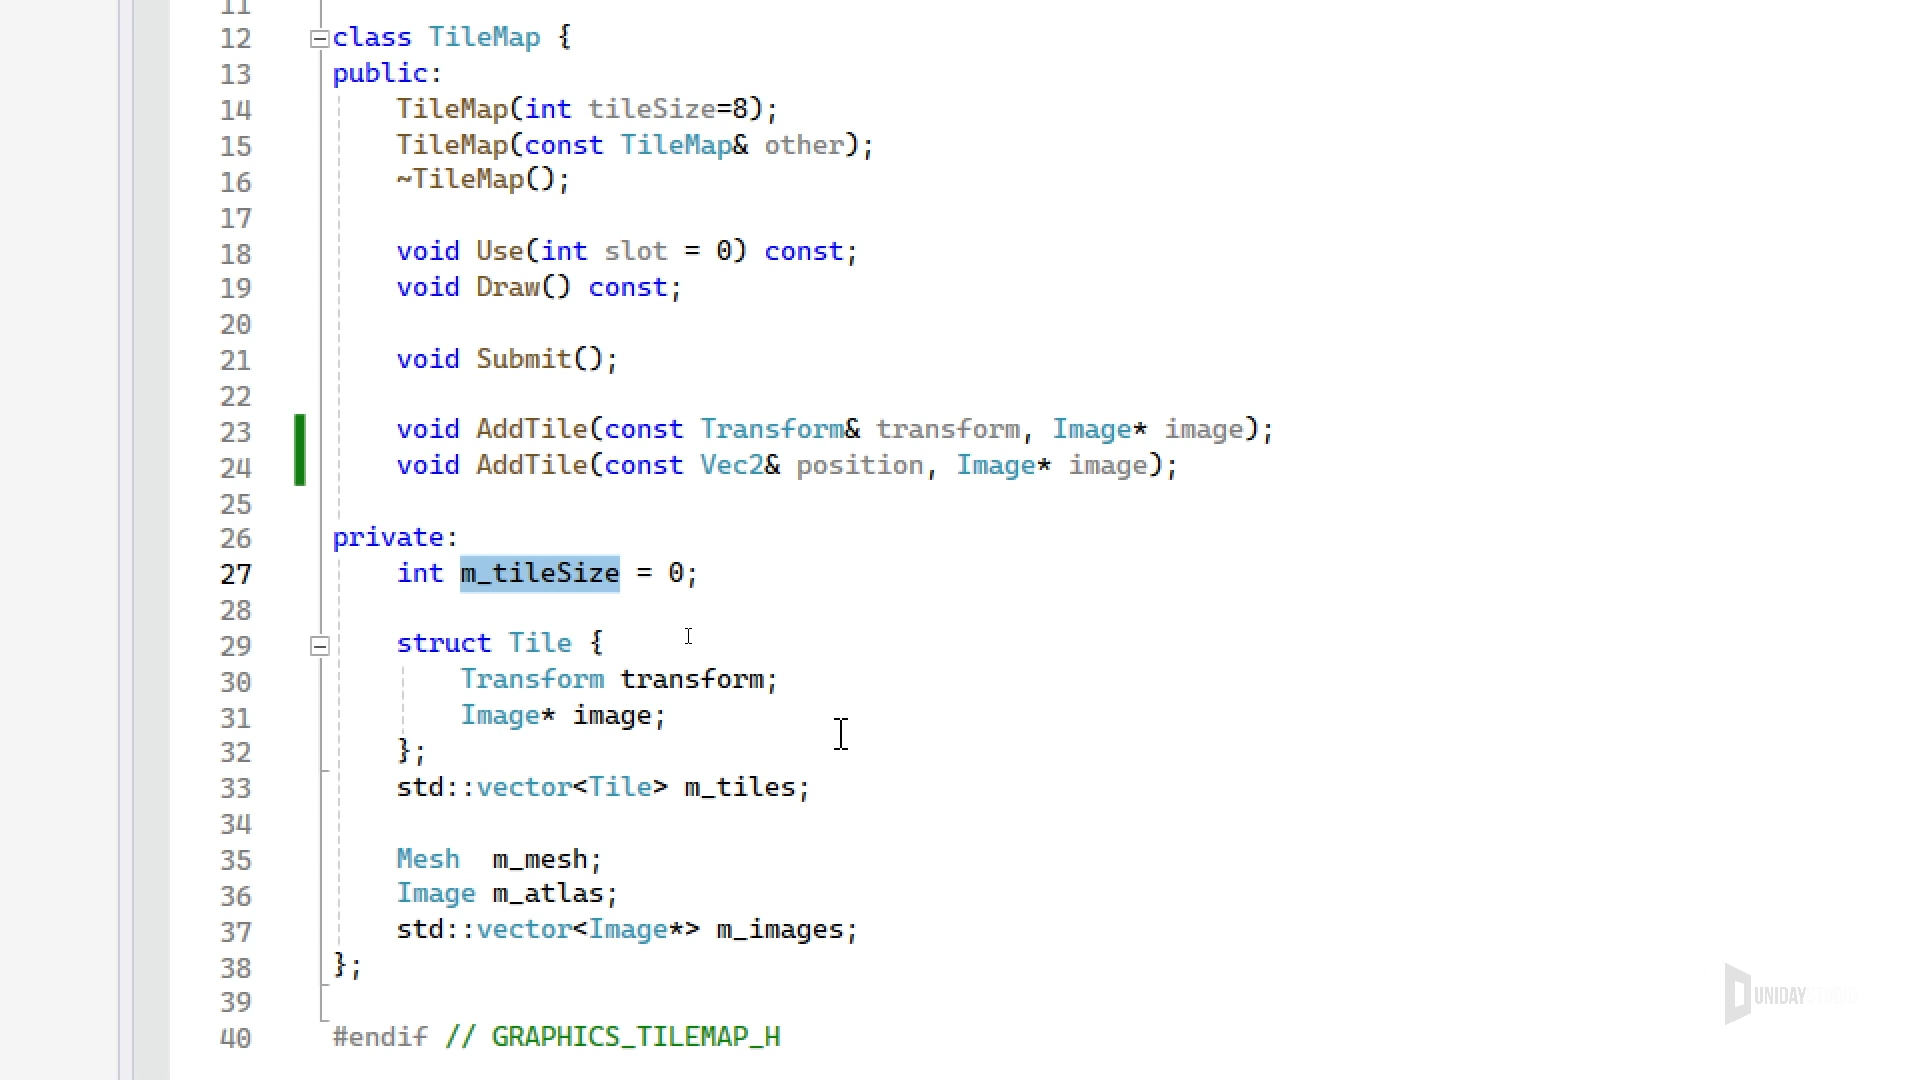 11
12 class TileMap {
13 public:
14     TileMap(int tileSize=8);
15     TileMap(const TileMap& other);
16     ~TileMap();
17
18     void Use(int slot = 0) const;
19     void Draw() const;
20
21     void Submit();
22
23     void AddTile(const Transform& transform, Image* image);
24     void AddTile(const Vec2& position, Image* image);
25
26 private:
27     int m_tileSize = 0;
28
29     struct Tile {
30         Transform transform;
31         Image* image;
32     };
33     std::vector<Tile> m_tiles;
34
35     Mesh  m_mesh;
36     Image m_atlas;
37     std::vector<Image*> m_images;
38 };
39
40 #endif // GRAPHICS_TILEMAP_H
UNIDAYSTUDIO